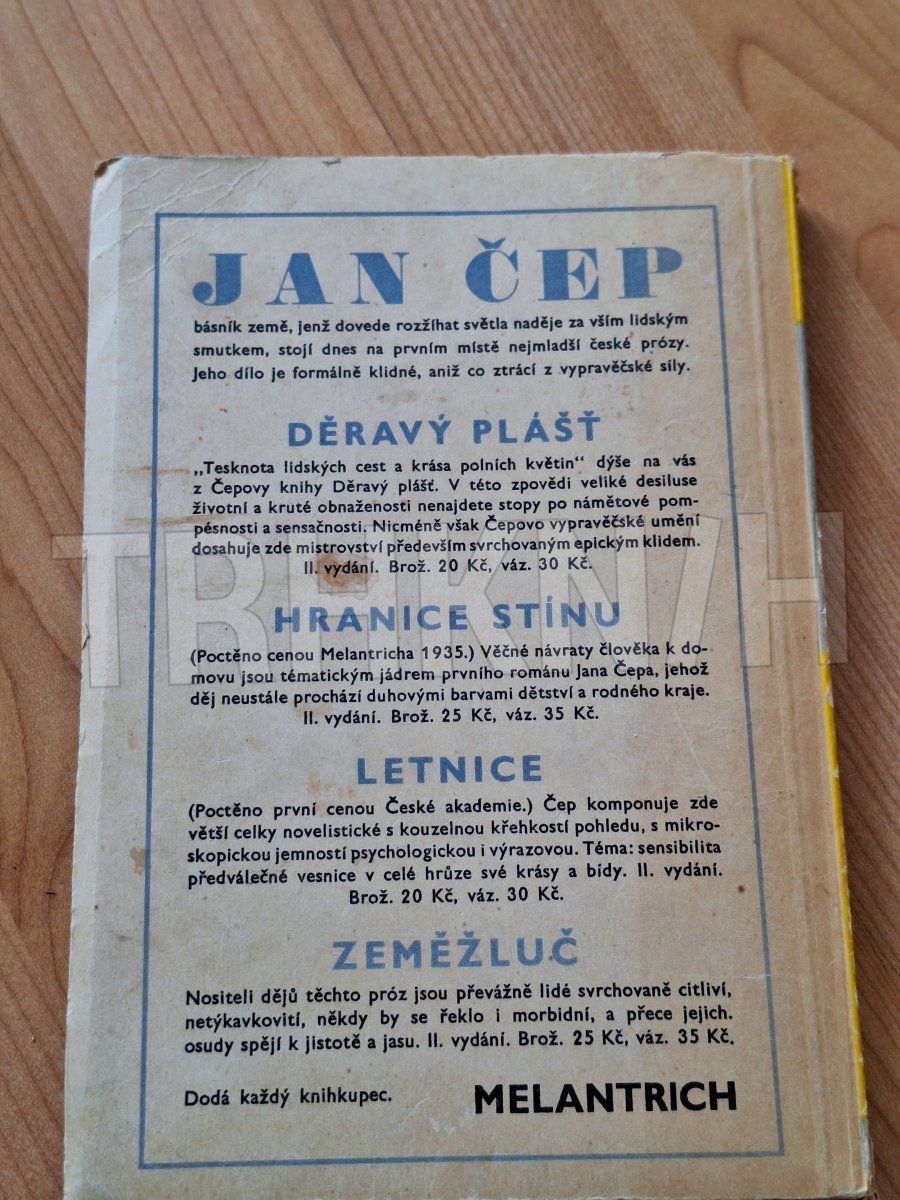 JAN ČEP
básník země, jenž dovede rozžíhat světla naděje za vším lidským
smutkem, stojí dnes na prvním místě nejmladší české prózy.
Jeho dílo je formálně klidné, aniž co ztrácí z vypravěčské síly.
DĚRAVÝ PLÁŠŤ
„Tesknota lidských cest a krása polních květin“ dýše na vás
z Čepovy knihy Děravý plášť. V této zpovědi veliké desiluse
životní a kruté obnaženosti nenajdete stopy po námětové pom-
pésnosti a sensačnosti. Nicméně však Čepovo vypravěčské umění
dosahuje zde mistrovství především svrchovaným epickým klidem.
II. vydání. Brož. 20 Kč, váz. 30 Kč.
HRANICE STÍNU
(Poctěno cenou Melantricha 1935.) Věčné návraty člověka k do-
movu jsou tématickým jádrem prvního románu Jana Čepa, jehož
děj neustále prochází duhovými barvami dětství a rodného kraje.
II. vydání. Brož. 25 Kč, váz. 35 Kč.
LETNICE
(Poctěno první cenou České akademie.) Čep komponuje zde
větší celky novelistické s kouzelnou křehkostí pohledu, s mikro-
skopickou jemností psychologickou i výrazovou. Téma: sensibilita
předválečné vesnice v celé hrůze své krásy a bídy. II. vydání.
Brož. 20 Kč, váz. 30 Kč.
ZEMĚŽLUČ
Nositeli dějů těchto próz jsou převážně lidé svrchovaně citliví,
netýkavkovití, někdy by se řeklo i morbidní, a přece jejich.
osudy spějí k jistotě a jasu. II. vydání. Brož. 25 Kč, váz. 35 Kč.
Dodá každý knihkupec. MELANTRICH